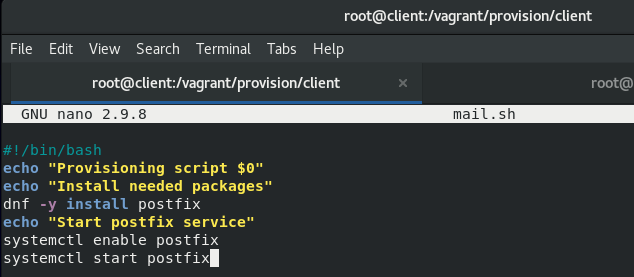 root@client:/vagrant/provision/client
File Edit View Search Terminal Tabs Help
root@client:/vagrant/provision/client × root@
GNU nano 2.9.8 mail.sh
#!/bin/bash
echo "Provisioning script $0"
echo "Install needed packages"
dnf -y install postfix
echo "Start postfix service"
systemctl enable postfix
systemctl start postfix